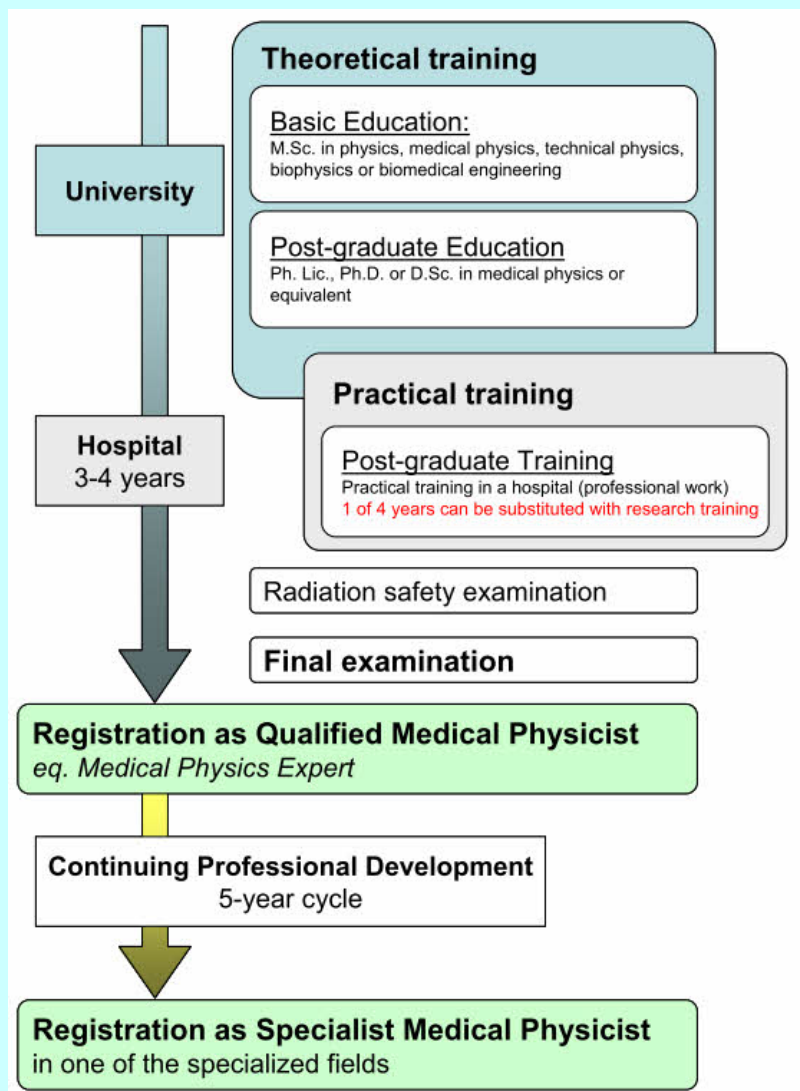 Theoretical training
Basic Education:
M.Sc. in physics, medical physics, technical physics,
biophysics or biomedical engineering
University
Post-graduate Education
Ph. Lic., Ph.D. or D.Sc. in medical physics or
equivalent
Practical training
Hospital
3-4 years
Post-graduate Training
Practical training in a hospital (professional work)
1 of 4 years can be substituted with research training
Radiation safety examination
Final examination
Registration as Qualified Medical Physicist
eq. Medical Physics Expert
Continuing Professional Development
5-year cycle
Registration as Specialist Medical Physicist
in one of the specialized fields